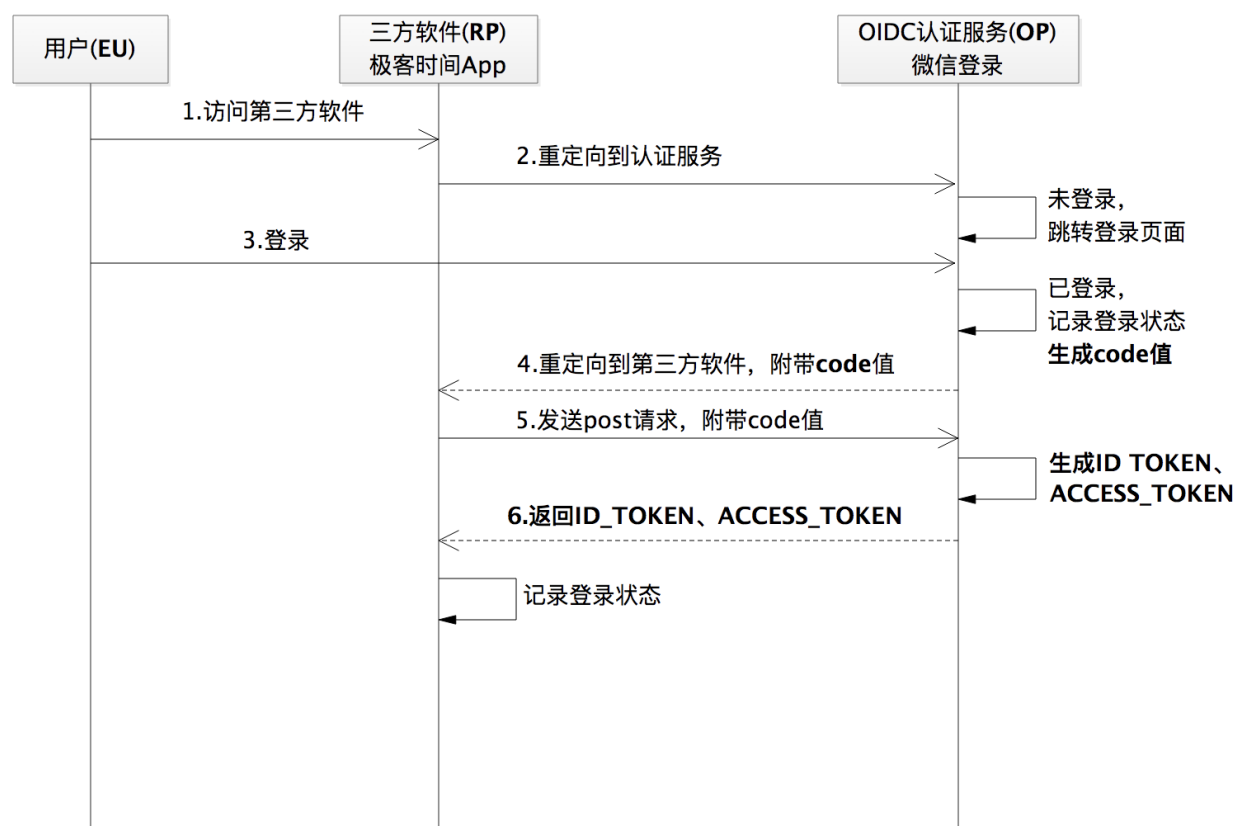 用户(EU)
三方软件(RP)
极客时间App
OIDC认证服务(OP)
微信登录
1.访问第三方软件
2.重定向到认证服务
未登录，
跳转登录页面
3.登录
已登录，
记录登录状态
生成code值
4.重定向到第三方软件，附带code值
5.发送post请求，附带code值
生成ID TOKEN、
ACCESS_TOKEN
6.返回ID_TOKEN、ACCESS_TOKEN
记录登录状态